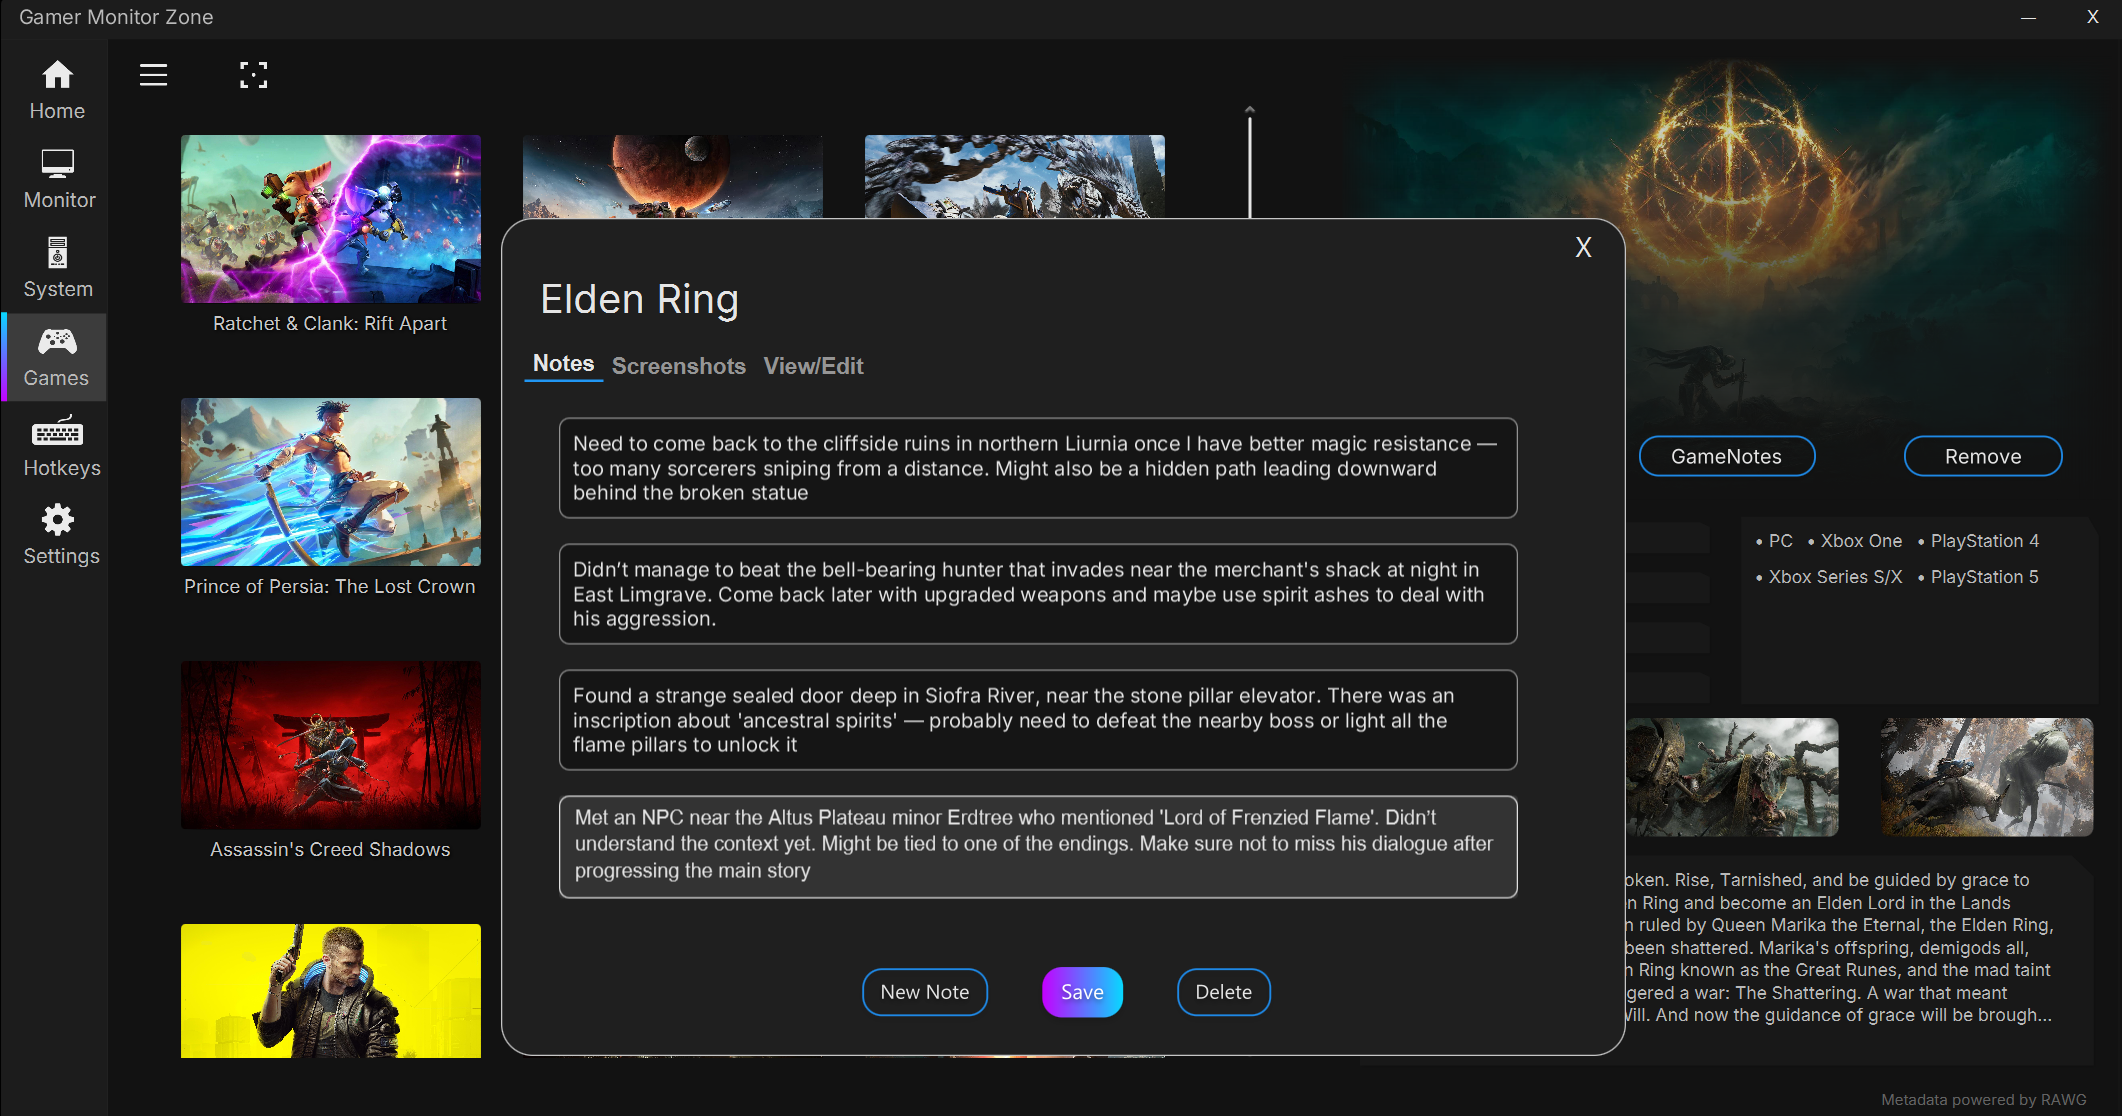 Gamer Monitor Zone
— X
Home
Monitor
System
Games
Hotkeys
Settings
Ratchet & Clank: Rift Apart
Prince of Persia: The Lost Crown
Assassin's Creed Shadows
X
Elden Ring
Notes Screenshots View/Edit
Need to come back to the cliffside ruins in northern Liurnia once I have better magic resistance —
too many sorcerers sniping from a distance. Might also be a hidden path leading downward
behind the broken statue
Didn't manage to beat the bell-bearing hunter that invades near the merchant's shack at night in
East Limgrave. Come back later with upgraded weapons and maybe use spirit ashes to deal with
his aggression.
Found a strange sealed door deep in Siofra River, near the stone pillar elevator. There was an
inscription about 'ancestral spirits' — probably need to defeat the nearby boss or light all the
flame pillars to unlock it
Met an NPC near the Altus Plateau minor Erdtree who mentioned 'Lord of Frenzied Flame'. Didn't
understand the context yet. Might be tied to one of the endings. Make sure not to miss his dialogue after
progressing the main story
New Note Save Delete
GameNotes Remove
• PC • Xbox One • PlayStation 4
• Xbox Series S/X • PlayStation 5
oken. Rise, Tarnished, and be guided by grace to
n Ring and become an Elden Lord in the Lands
n ruled by Queen Marika the Eternal, the Elden Ring,
been shattered. Marika's offspring, demigods all,
n Ring known as the Great Runes, and the mad taint
gered a war: The Shattering. A war that meant
Will. And now the guidance of grace will be brough...
Metadata powered by RAWG